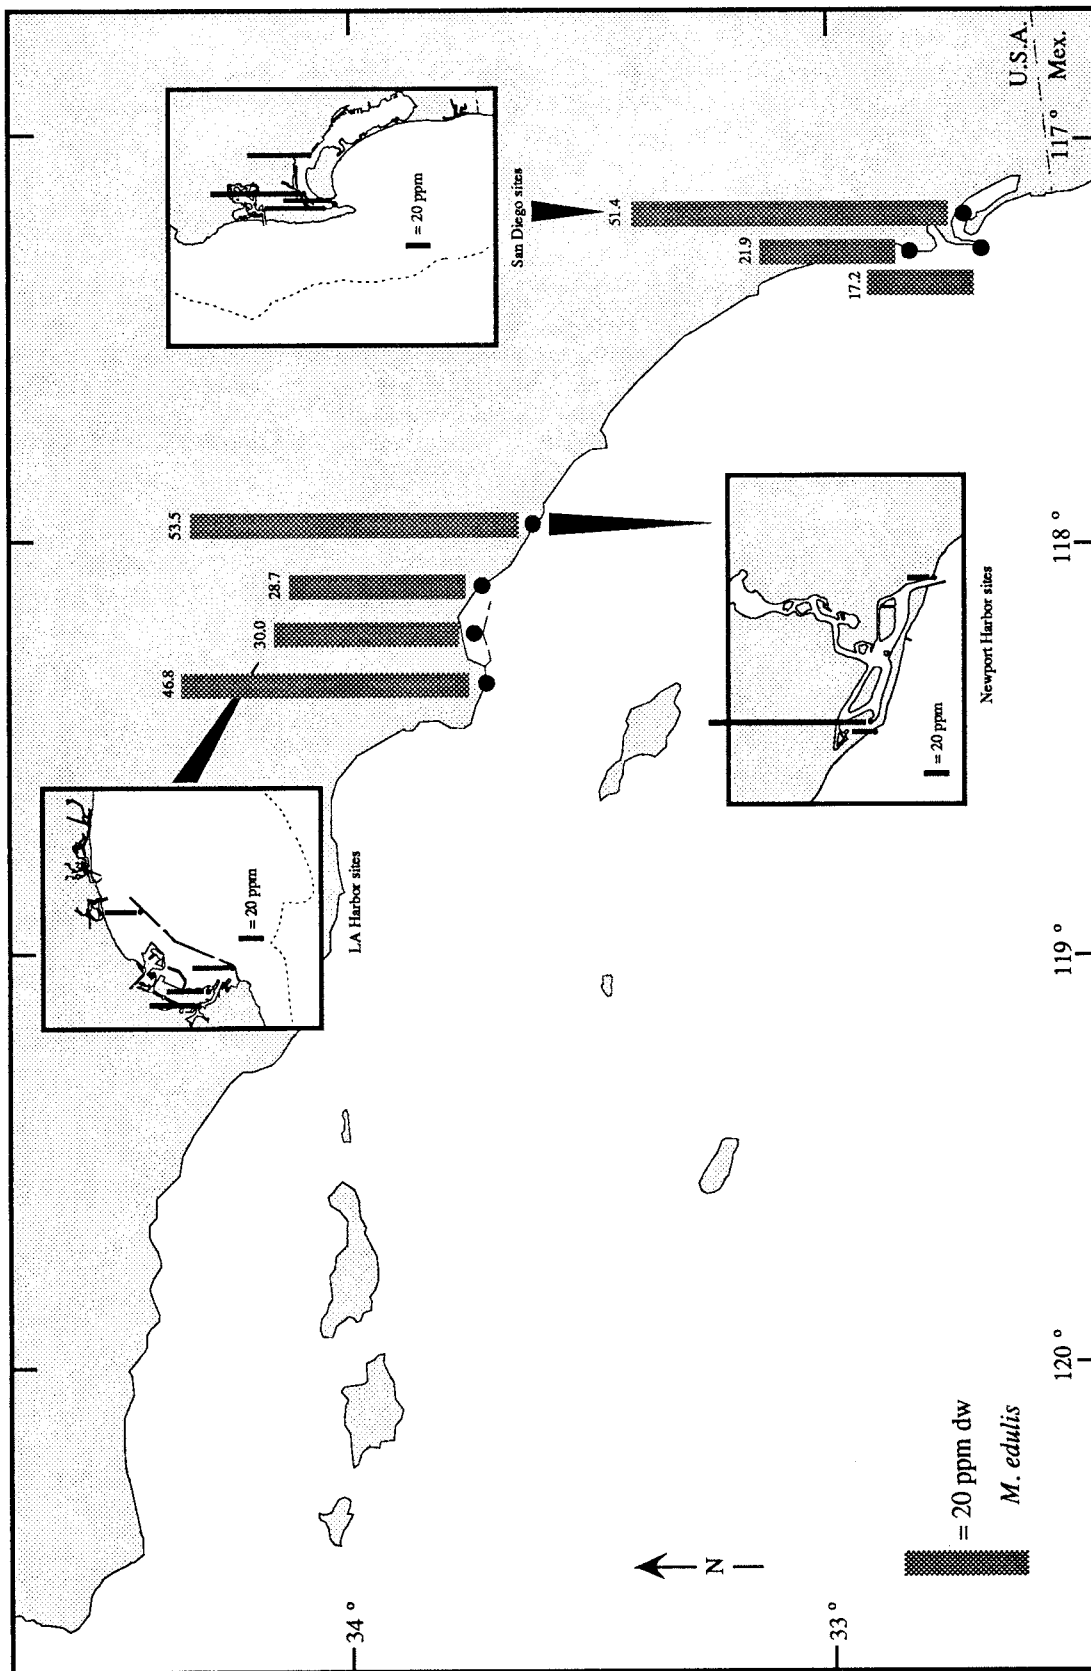 LA Harbor sites
= 20 ppm
46.8
30.0
28.7
53.5
San Diego sites
= 20 ppm
51.4
21.9
17.2
Newport Harbor sites
= 20 ppm
U.S.A.
Mex.
N
= 20 ppm dw
M. edulis
34 °
33 °
120 °
119 °
118 °
117 °